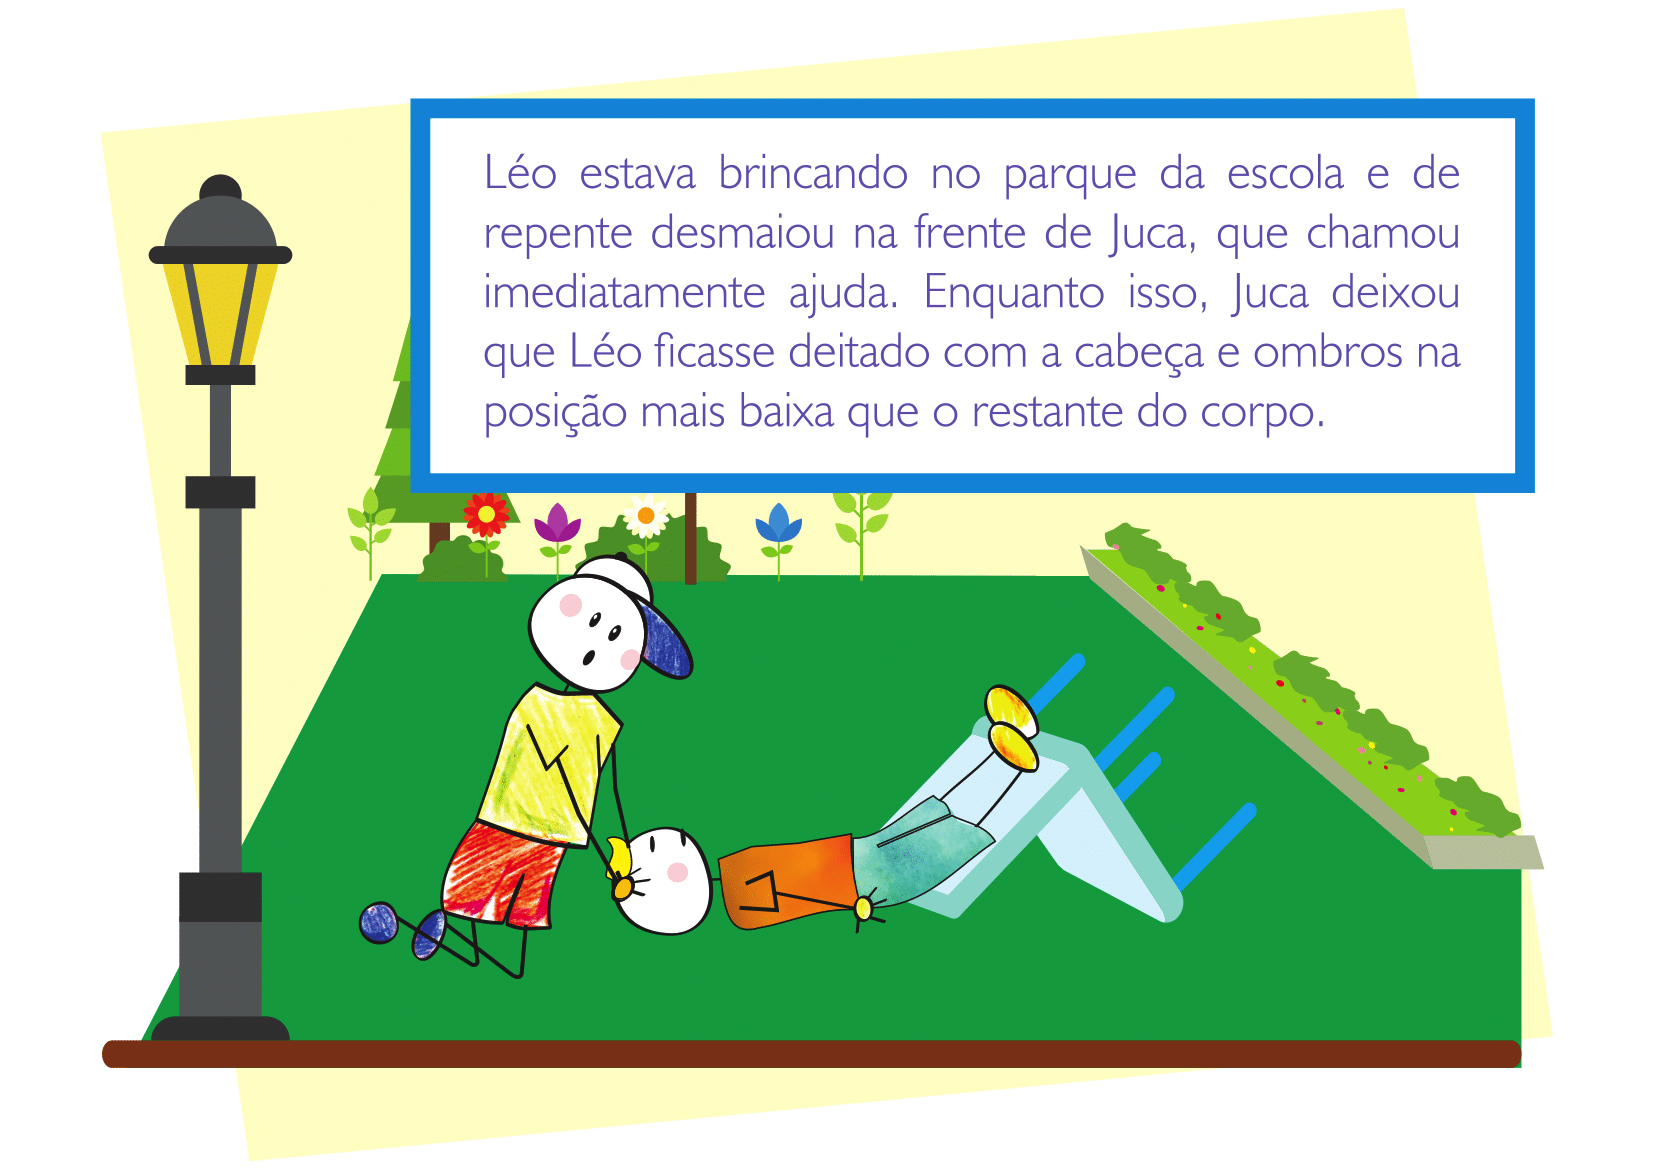 Léo estava brincando no parque da escola e de
repente desmaiou na frente de Juca, que chamou
imediatamente ajuda. Enquanto isso, Juca deixou
que Léo ficasse deitado com a cabeça e ombros na
posição mais baixa que o restante do corpo.